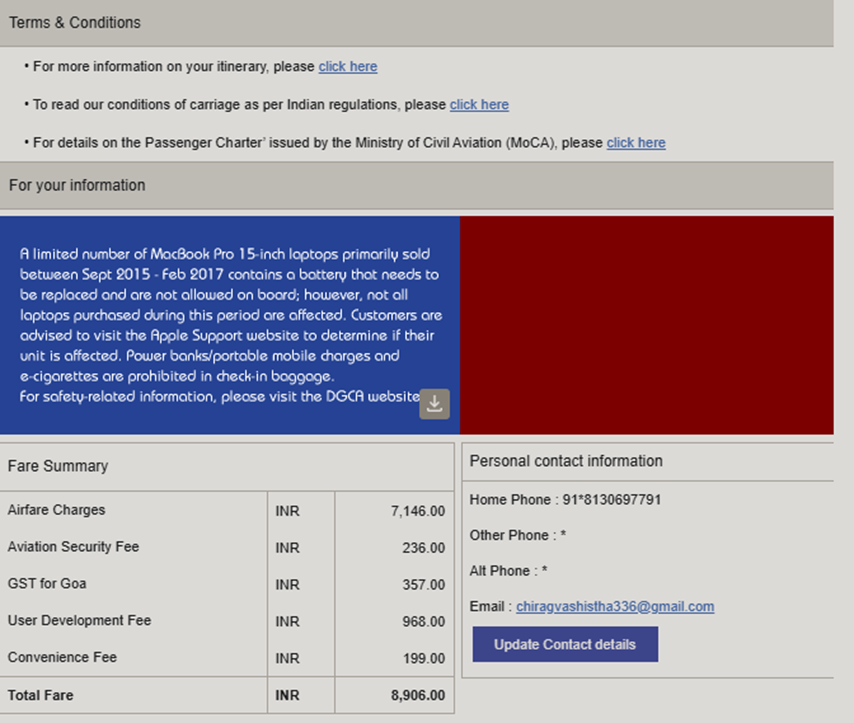 Terms & Conditions
• For more information on your itinerary, please click here
• To read our conditions of carriage as per Indian regulations, please click here
• For details on the Passenger Charter’ issued by the Ministry of Civil Aviation (MoCA), please click here
For your information
A limited number of MacBook Pro 15-inch laptops primarily sold
between Sept 2015 - Feb 2017 contains a battery that needs to
be replaced and are not allowed on board; however, not all
laptops purchased during this period are affected. Customers are
advised to visit the Apple Support website to determine if their
unit is affected. Power banks/portable mobile charges and
e-cigarettes are prohibited in check-in baggage.
For safety-related information, please visit the DGCA website
Fare Summary
Airfare Charges INR 7,146.00
Aviation Security Fee INR 236.00
GST for Goa INR 357.00
User Development Fee INR 968.00
Convenience Fee INR 199.00
Total Fare INR 8,906.00
Personal contact information
Home Phone : 91*8130697791
Other Phone : *
Alt Phone : *
Email : chiragvashistha336@gmail.com
Update Contact details